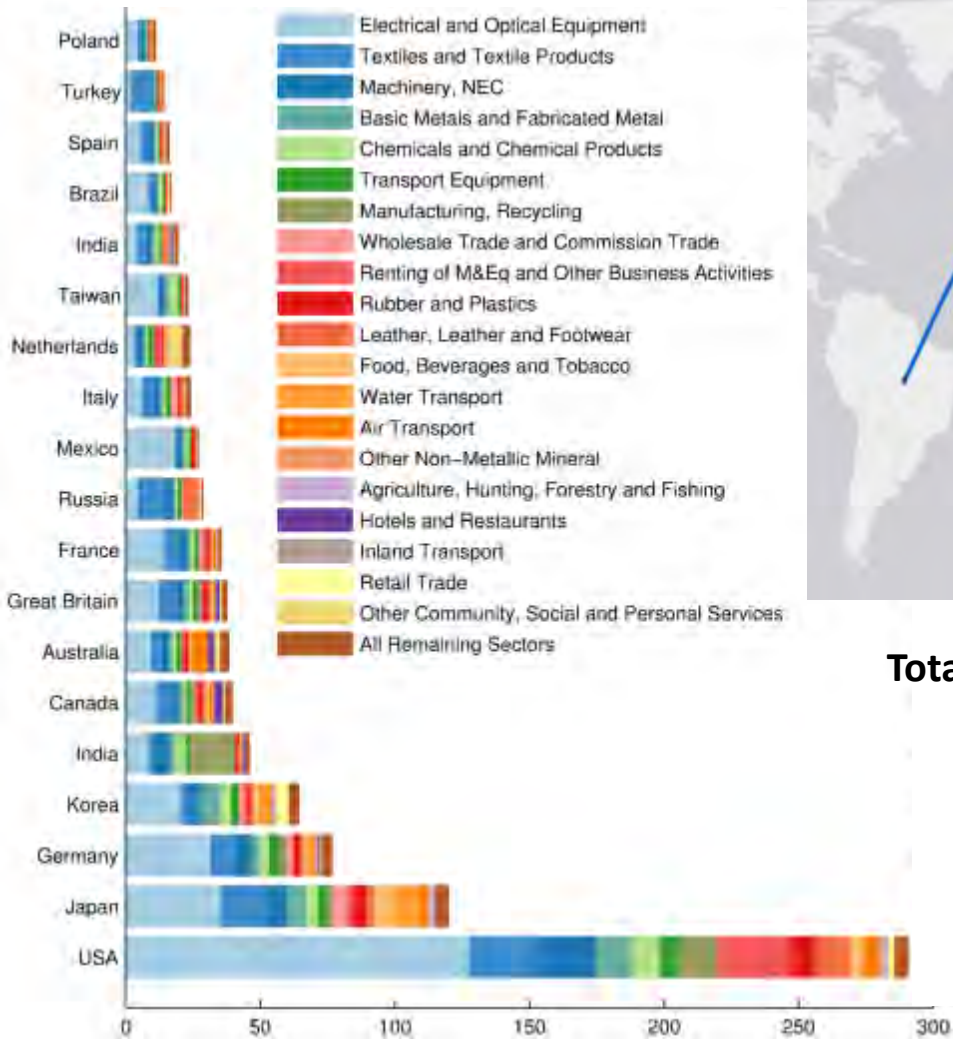 Poland
Turkey
Spain
Brazil
India
Taiwan
Netherlands
Italy
Mexico
Russia
France
Great Britain
Australia
Canada
India
Korea
Germany
Japan
USA
Electrical and Optical Equipment
Textiles and Textile Products
Machinery, NEC
Basic Metals and Fabricated Metal
Chemicals and Chemical Products
Transport Equipment
Manufacturing, Recycling
Wholesale Trade and Commission Trade
Renting of M&Eq and Other Business Activities
Rubber and Plastics
Leather, Leather and Footwear
Food, Beverages and Tobacco
Water Transport
Air Transport
Other Non-Metallic Mineral
Agriculture, Hunting, Forestry and Fishing
Hotels and Restaurants
Inland Transport
Retail Trade
Other Community, Social and Personal Services
All Remaining Sectors
Tota
0 50 100 150 200 250 300